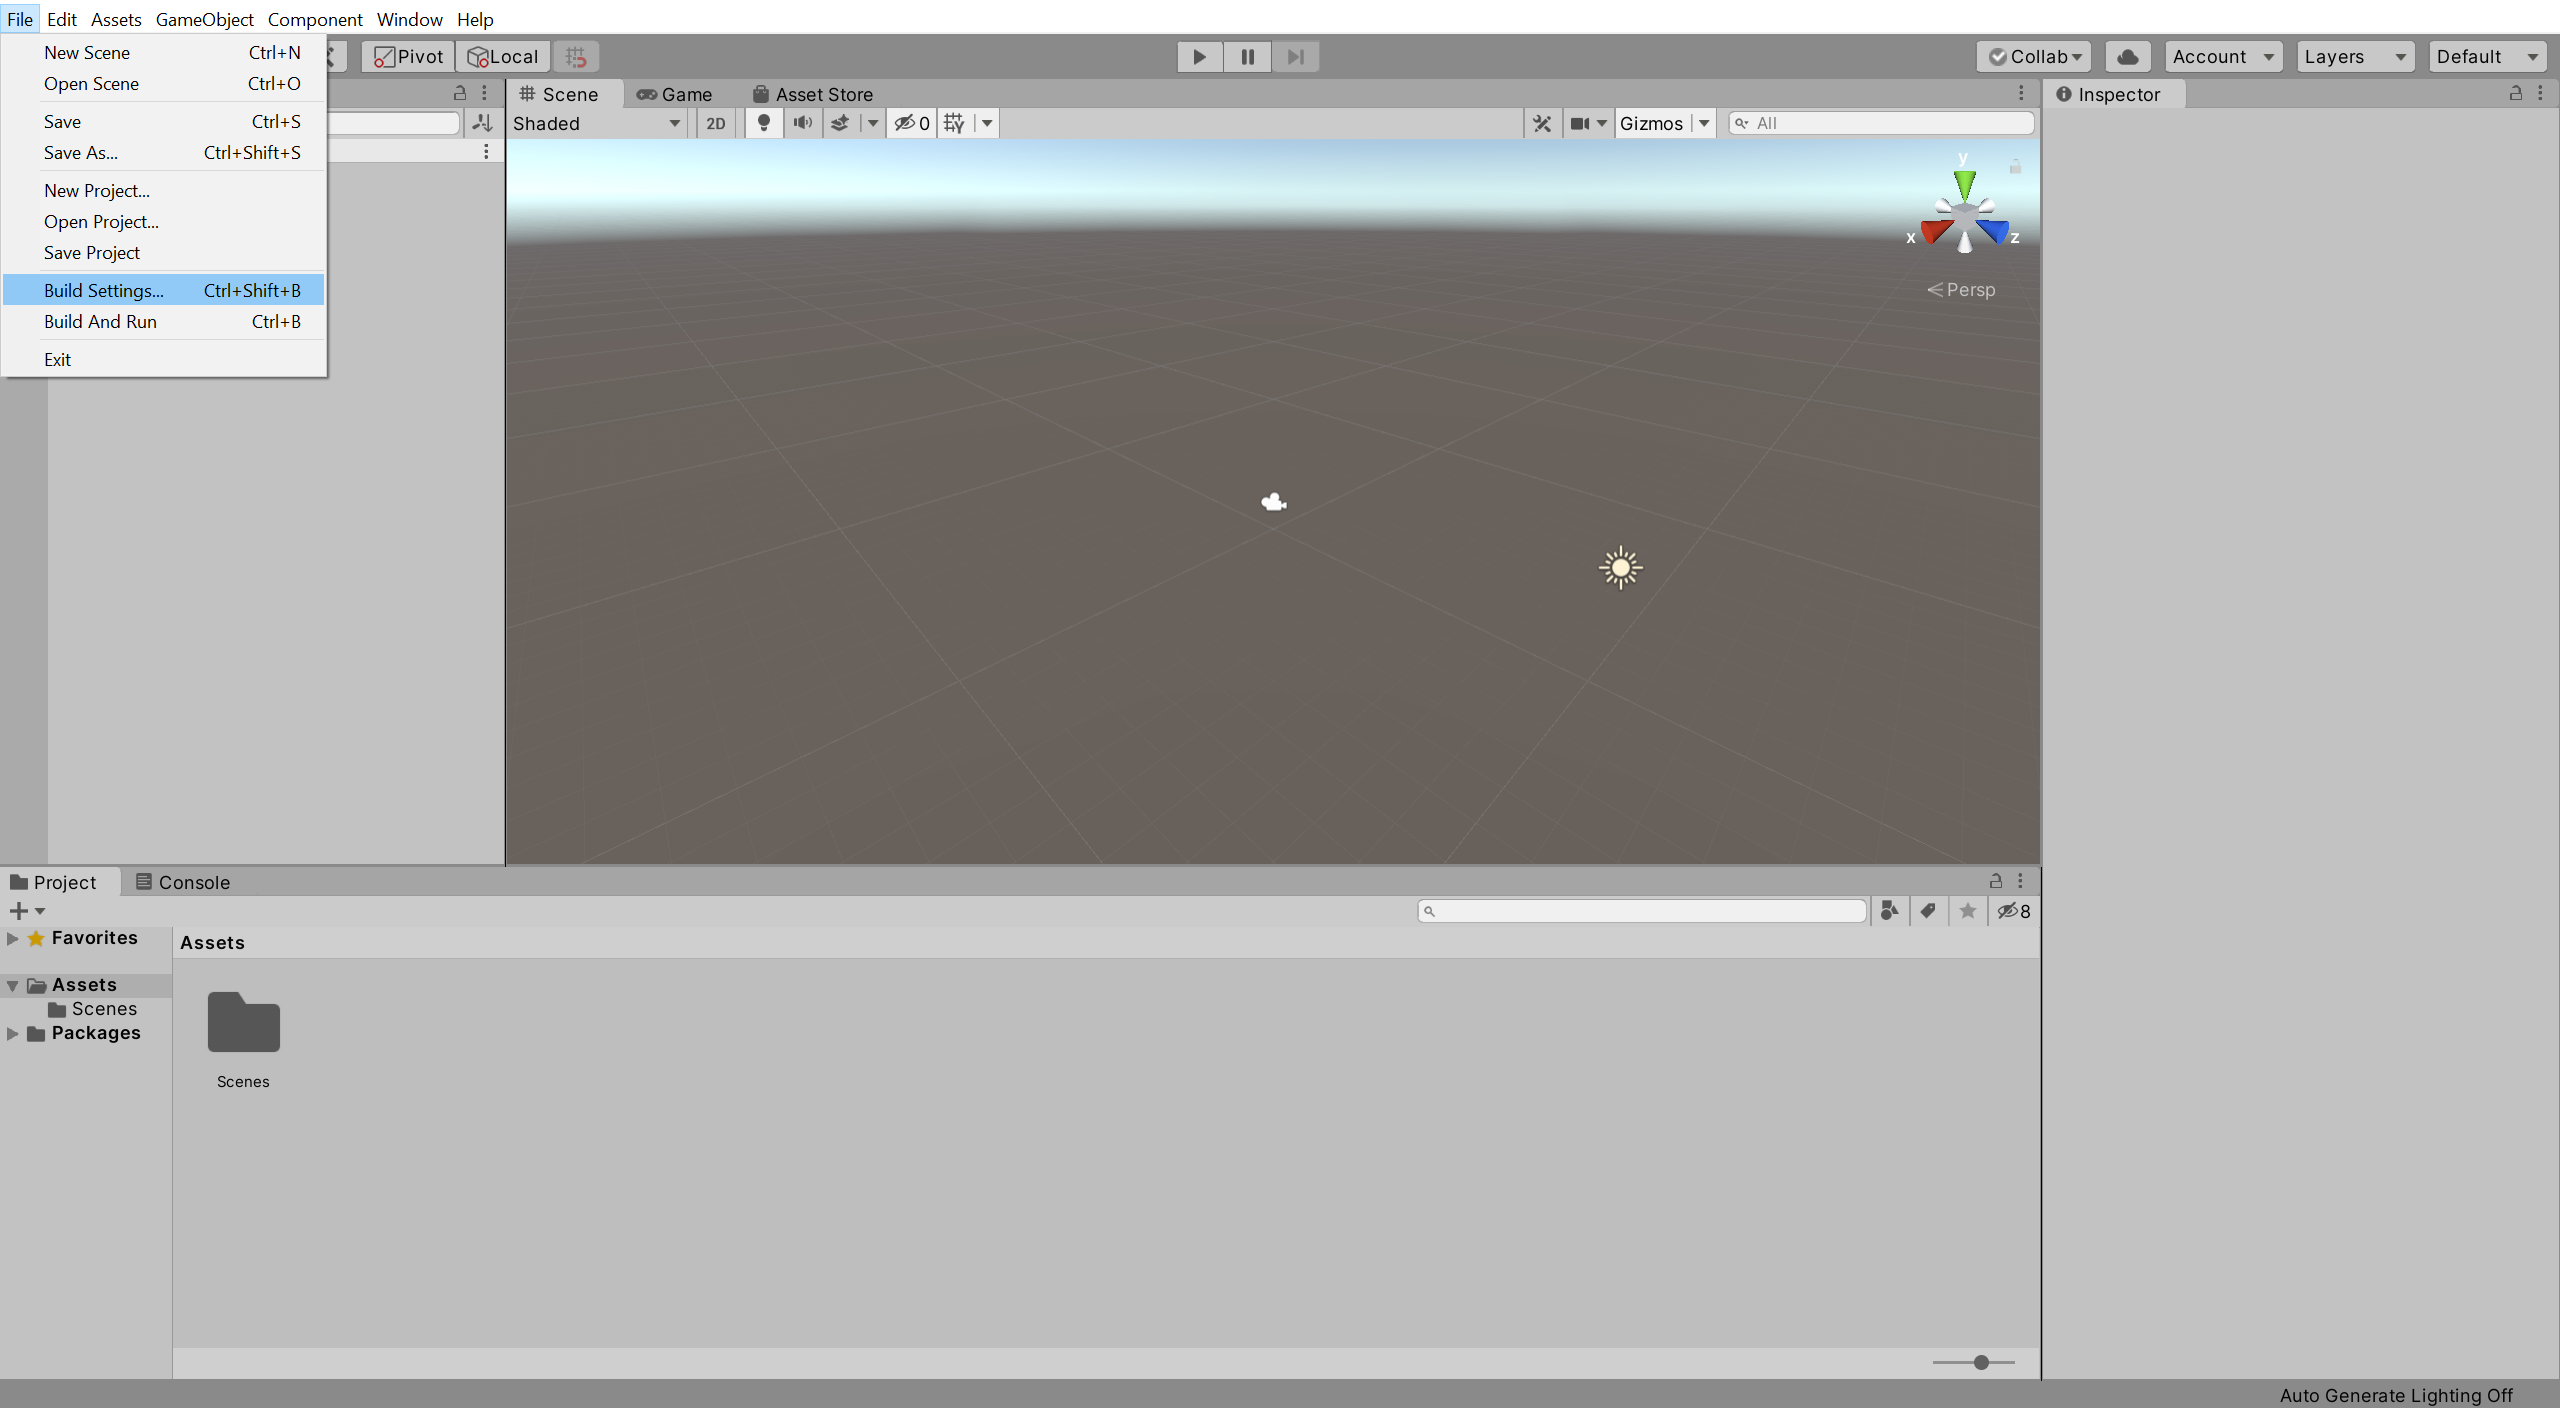 File Edit Assets GameObject Component Window Help
New Scene Ctrl+N
Open Scene Ctrl+O
Save Ctrl+S
Save As... Ctrl+Shift+S
New Project...
Open Project...
Save Project
Build Settings... Ctrl+Shift+B
Build And Run Ctrl+B
Exit
Pivot Local
Collab Account Layers Default
Scene Game Asset Store
Shaded 2D 0 Gizmos All
y
x z
Persp
Inspector
Project Console
8
Favorites
Assets
Scenes
Packages
Assets
Scenes
Auto Generate Lighting Off